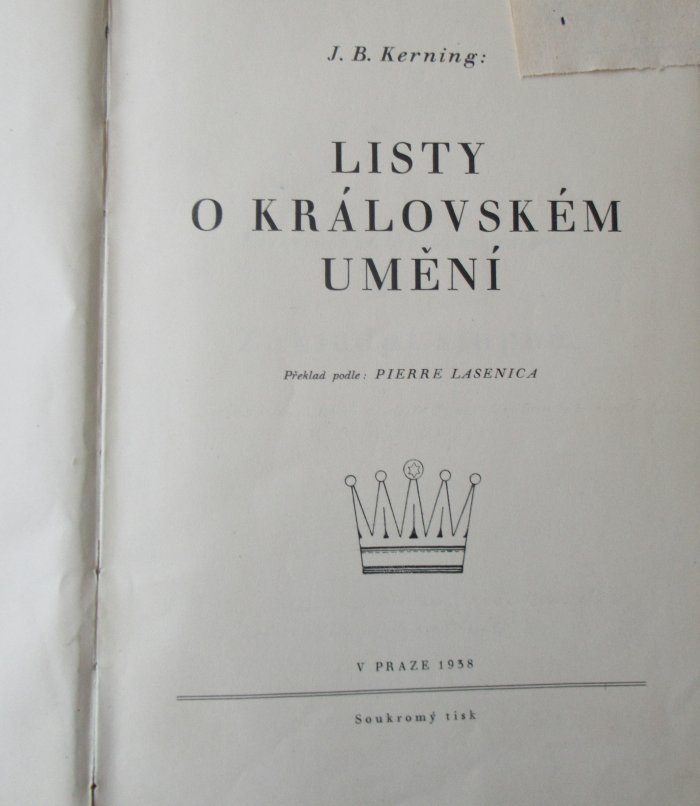 J. B. Kerning:
LISTY
O KRÁLOVSKÉM
UMĚNÍ
Překlad podle: PIERRE LASENICA
V PRAZE 1938
Soukromý tisk